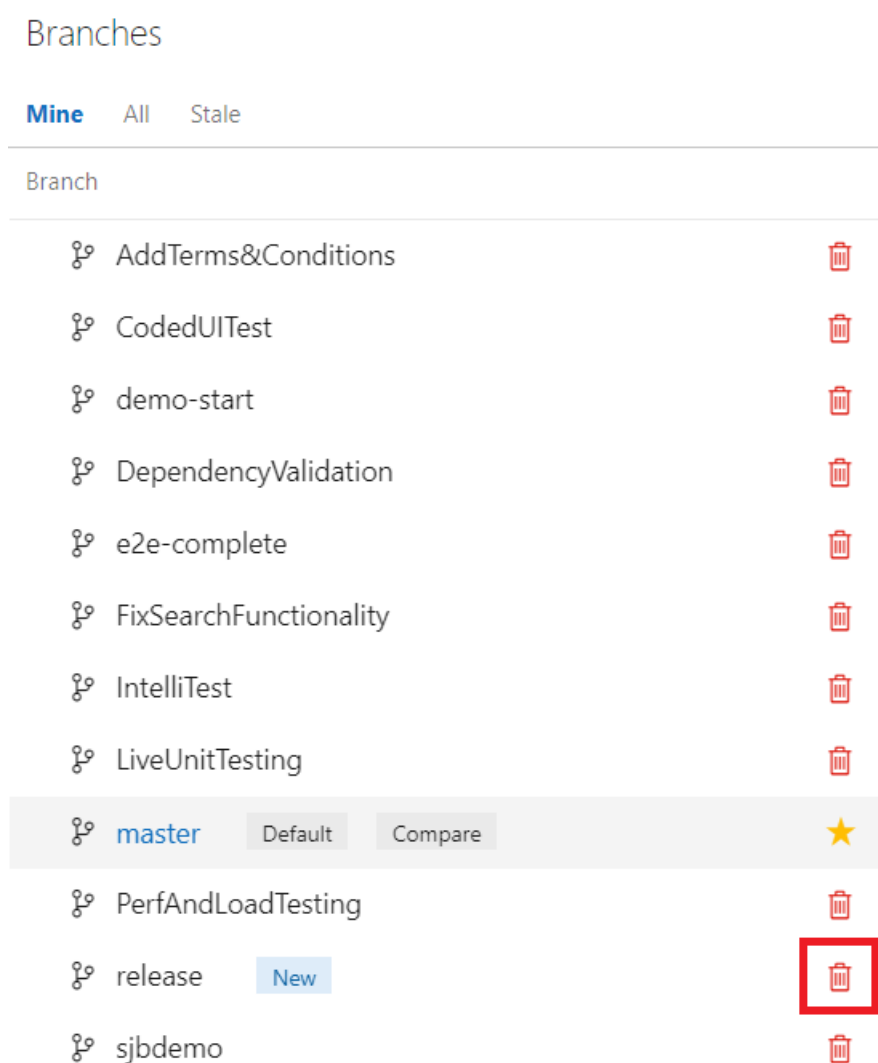 Branches
Mine All Stale
Branch
AddTerms&Conditions
CodedUITest
demo-start
DependencyValidation
e2e-complete
FixSearchFunctionality
IntelliTest
LiveUnitTesting
master Default Compare
PerfAndLoadTesting
release New
sjbdemo